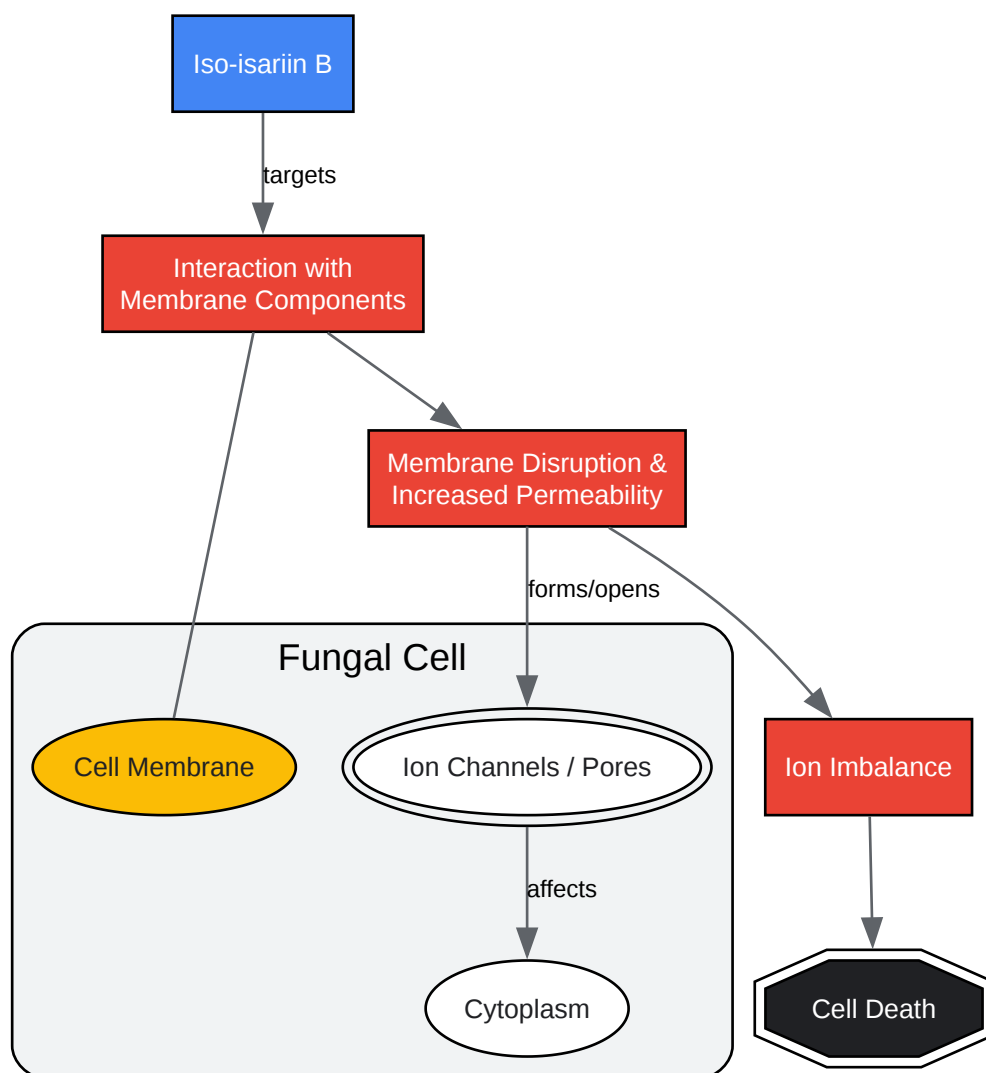 Iso-isariin B
targets
Interaction with
Membrane Components
Membrane Disruption &
Increased Permeability
forms/opens
Fungal Cell
Cell Membrane
Ion Channels / Pores
Ion Imbalance
affects
Cytoplasm
Cell Death